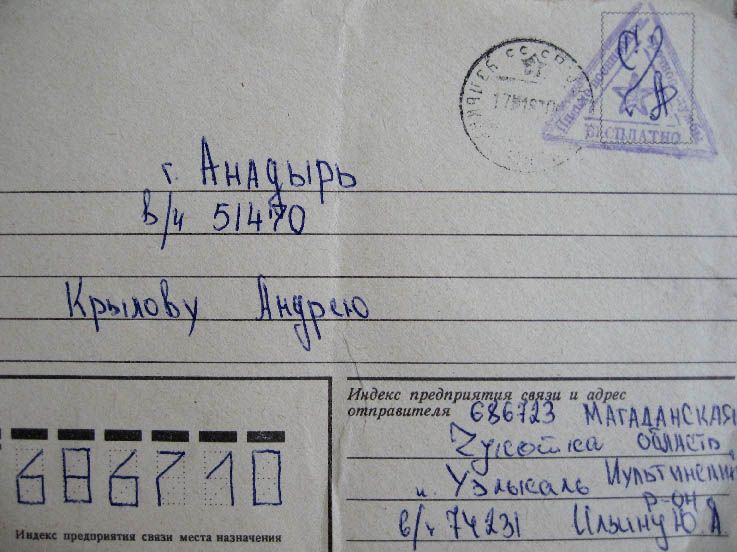 СССР
БЕСПЛАТНО
г. Анадырь
в/ч 51470
Крылову Андрею
Индекс предприятия связи и адрес
отправителя 686723 МАГАДАНСКАЯ
Чукотка область,
п. Уэлькаль Иультинский
р-он
в/ч 74231 Ильину Ю.А
686710
Индекс предприятия связи места назначения